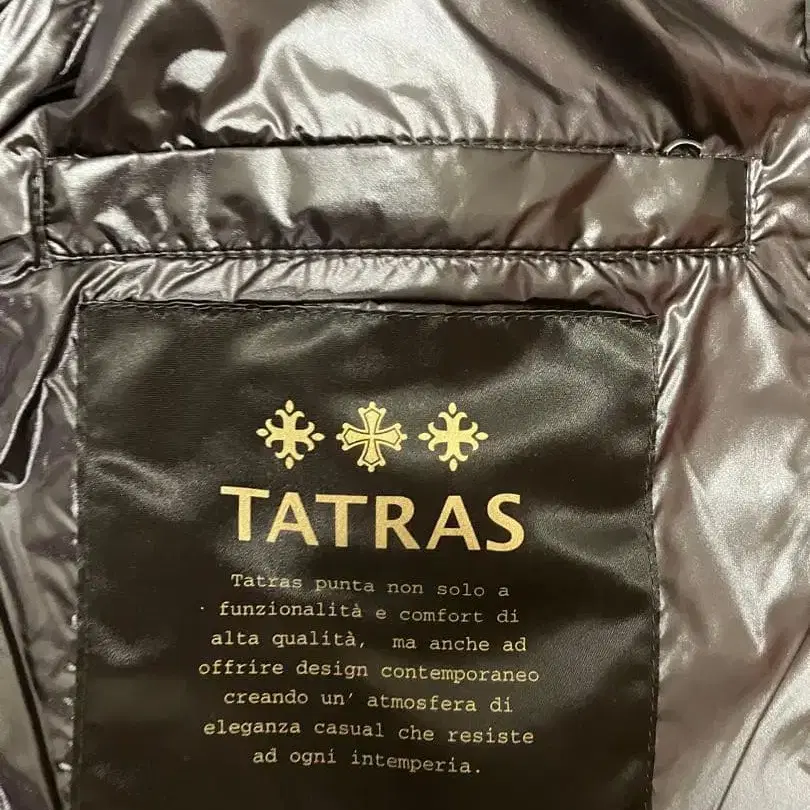 TATRAS
Tatras punta non solo a
funzionalità e comfort di
alta qualità, ma anche ad
offrire design contemporaneo
creando un' atmosfera di
eleganza casual che resiste
ad ogni intemperia.